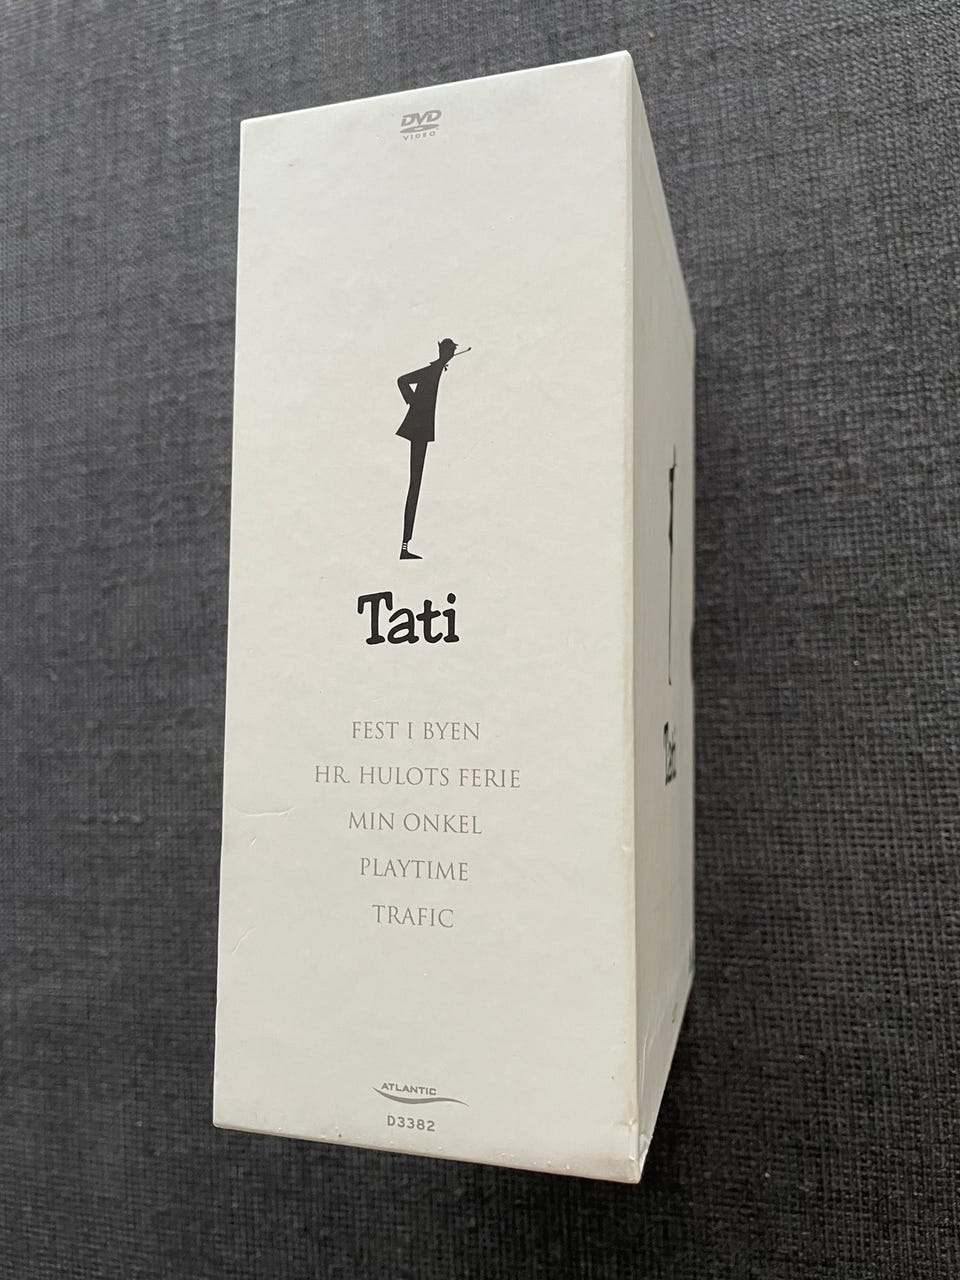 DVD
VIDEO
Tati
FEST I BYEN
HR. HULOTS FERIE
MIN ONKEL
PLAYTIME
TRAFIC
ATLANTIC
D3382
Tati